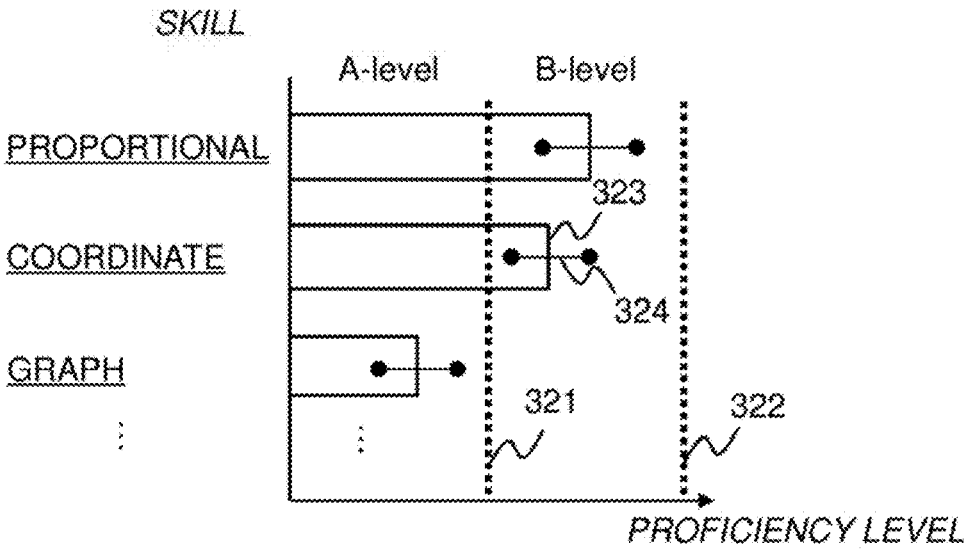 SKILL
A-level B-level
PROPORTIONAL
323
COORDINATE
324
GRAPH
321 322
PROFICIENCY LEVEL